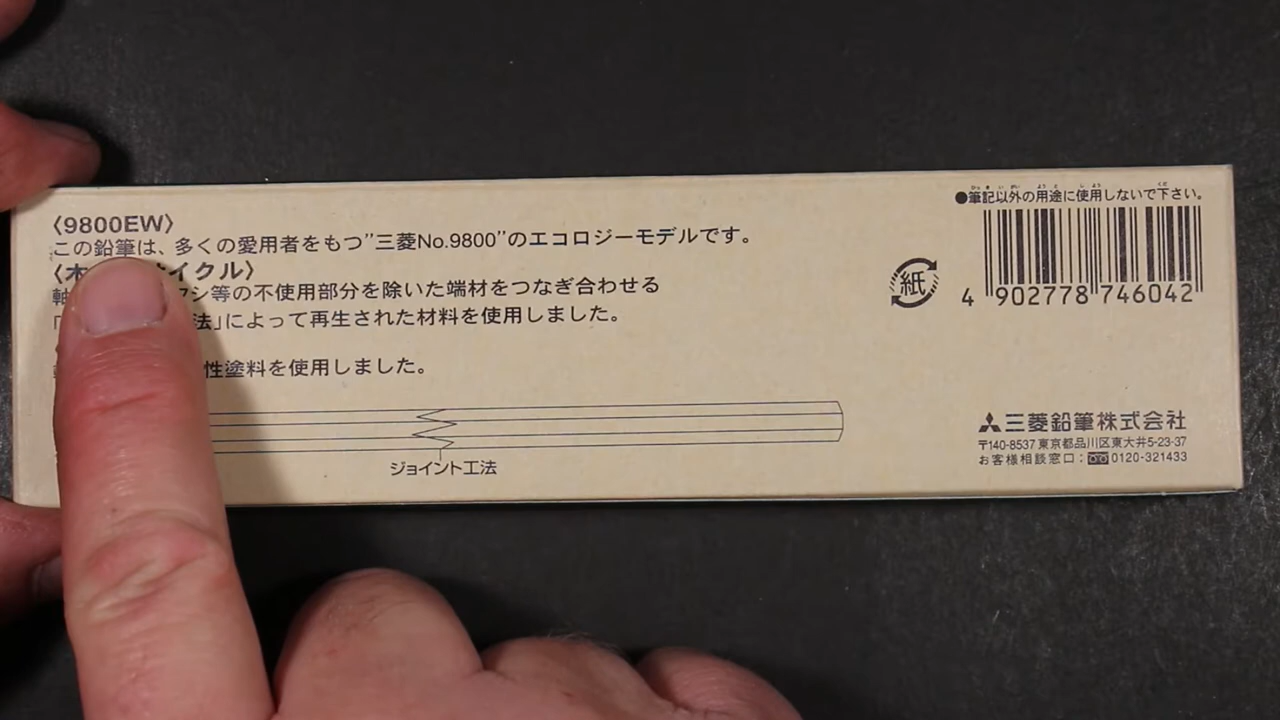 〈9800EW〉
この鉛筆は、多くの愛用者をもつ"三菱No.9800"のエコロジーモデルです。
イクル〉
等の不使用部分を除いた端材をつなぎ合わせる
法」によって再生された材料を使用しました。
性塗料を使用しました。
ジョイント工法
●筆記以外の用途に使用しないで下さい。
紙
4 902778 746042
三菱鉛筆株式会社
〒140-8537 東京都品川区東大井5-23-37
お客様相談窓口：0120-321433